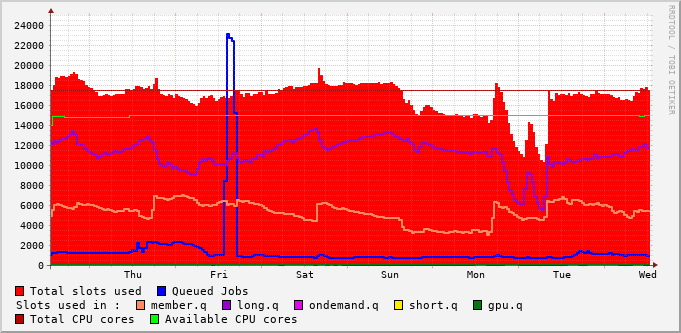 RRDTOOL / TOBI OETIKER
24000
22000
20000
18000
16000
14000
12000
10000
8000
6000
4000
2000
0
Thu Fri Sat Sun Mon Tue Wed
Total slots used Queued Jobs
Slots used in : member.q long.q ondemand.q short.q gpu.q
Total CPU cores Available CPU cores